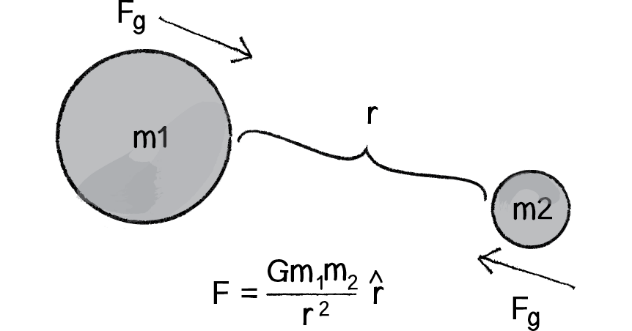 Fg
r
m1
m2
F = Gm₁m₂ / r² r̂
Fg